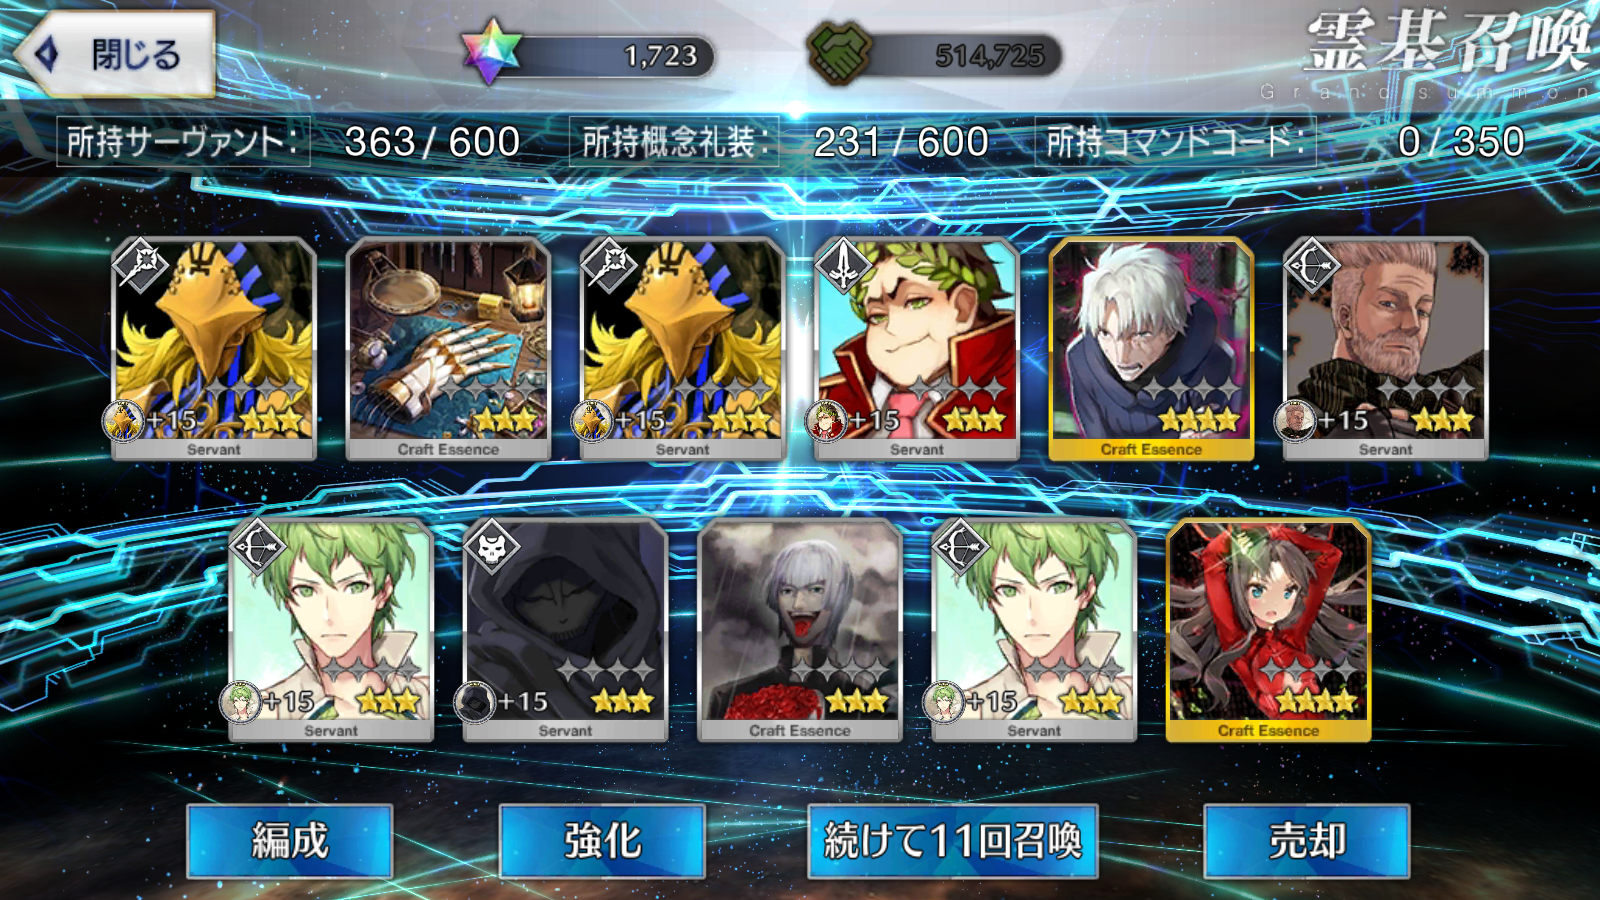 閉じる
1,723
514,725
霊基召喚
Grand summon
所持サーヴァント: 363 / 600
所持概念礼装: 231 / 600
所持コマンドコード: 0 / 350
+15 +15 +15 +15
Servant Craft Essence Servant Servant Craft Essence Servant
+15 +15 +15
Servant Servant Craft Essence Servant Craft Essence
編成 強化 続けて11回召喚 売却